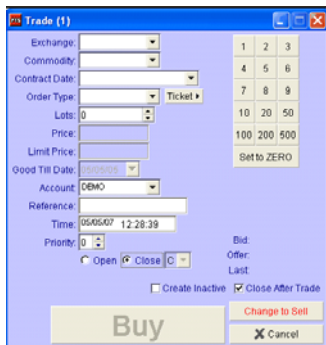 Trade (1)
Exchange:
1 2 3
Commodity:
4 5 6
Contract Date:
7 8 9
Order Type: Ticket
Lots: 0
10 20 50
Price:
100 200 500
Limit Price:
Set to ZERO
Good Till Date: 05/05/05
Account: DEMO
Reference:
Time: 05/05/07 12:28:39
Priority: 0
Bid:
Open Close C
Offer:
Last:
Create Inactive Close After Trade
Buy
Change to Sell
Cancel